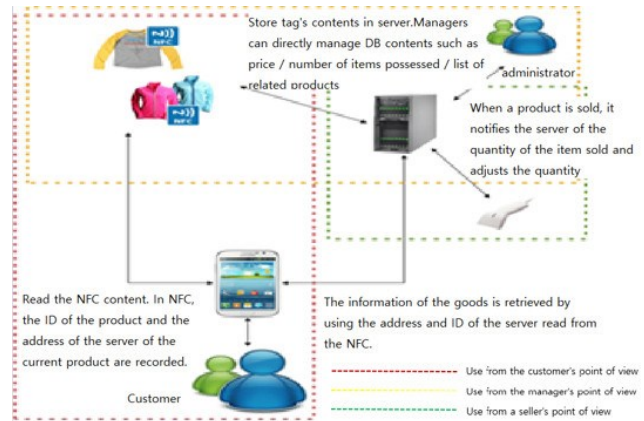 NFC
NFC
Store tag's contents in server.Managers
can directly manage DB contents such as
price / number of items possessed / list of
related products
administrator
When a product is sold, it
notifies the server of the
quantity of the item sold and
adjusts the quantity
Read the NFC content. In NFC,
the ID of the product and the
address of the server of the
current product are recorded.
The information of the goods is retrieved by
using the address and ID of the server read from
the NFC.
Customer
Use from the customer's point of view
Use from the manager's point of view
Use from a seller's point of view